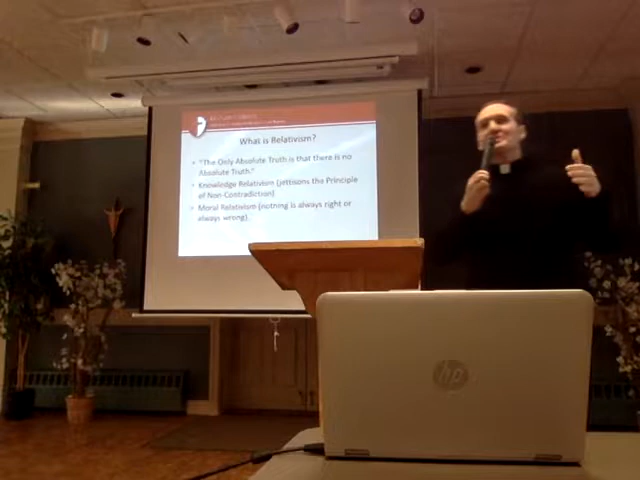 What is Relativism?
• "The Only Absolute Truth is that there is no
Absolute Truth."
• Knowledge Relativism (jettisons the Principle
of Non-Contradiction)
• Moral Relativism (nothing is always right or
always wrong)
hp